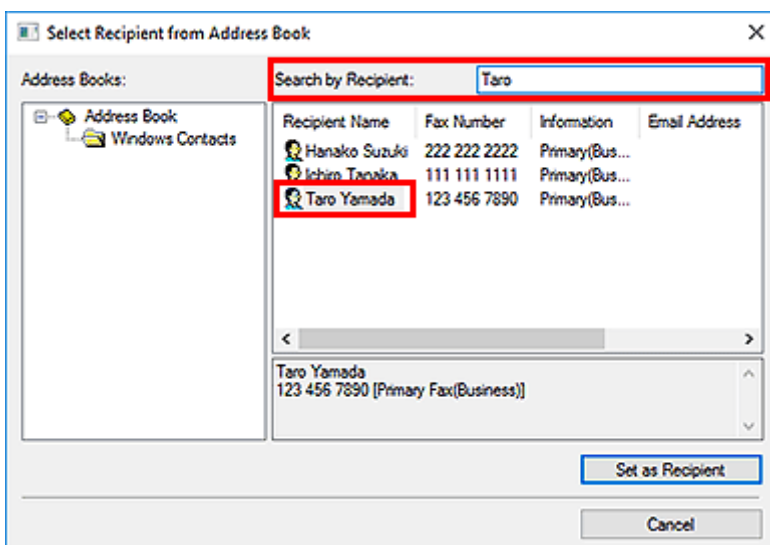 Select Recipient from Address Book
Address Books:
Search by Recipient: Taro
Address Book
Windows Contacts
Recipient Name Fax Number Information Email Address
Hanako Suzuki 222 222 2222 Primary(Bus...
Ichiro Tanaka 111 111 1111 Primary(Bus...
Taro Yamada 123 456 7890 Primary(Bus...
Taro Yamada
123 456 7890 [Primary Fax(Business)]
Set as Recipient
Cancel